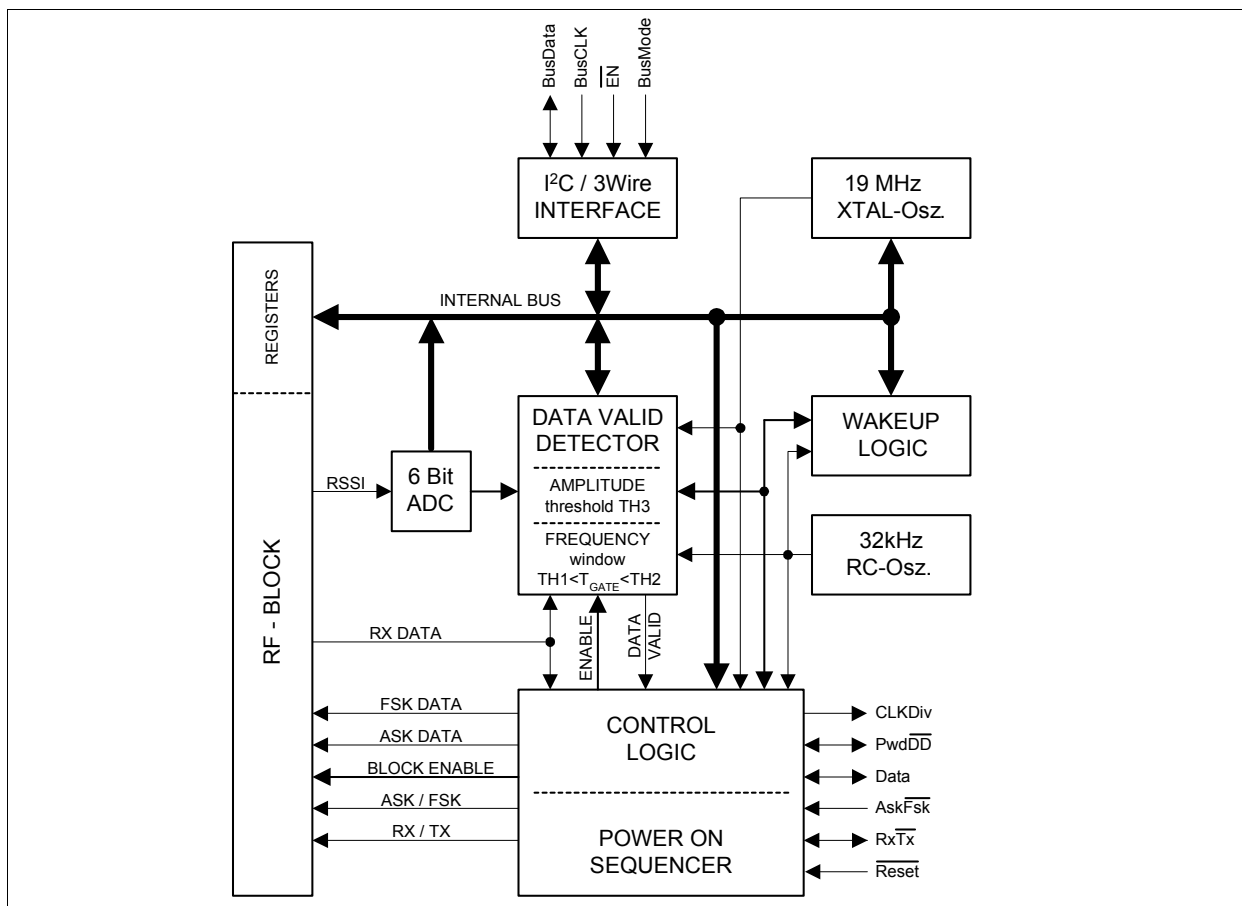 BusData
BusCLK
EN
BusMode
I²C / 3Wire
INTERFACE
19 MHz
XTAL-Osz.
REGISTERS
INTERNAL BUS
DATA VALID
DETECTOR
WAKEUP
LOGIC
RSSI
6 Bit
ADC
AMPLITUDE
threshold TH3
FREQUENCY
window
TH1<T_GATE<TH2
32kHz
RC-Osz.
RF - BLOCK
RX DATA
ENABLE
DATA
VALID
FSK DATA
ASK DATA
BLOCK ENABLE
ASK / FSK
RX / TX
CONTROL
LOGIC
POWER ON
SEQUENCER
CLKDiv
PwdDD
Data
AskFsk
RxTx
Reset